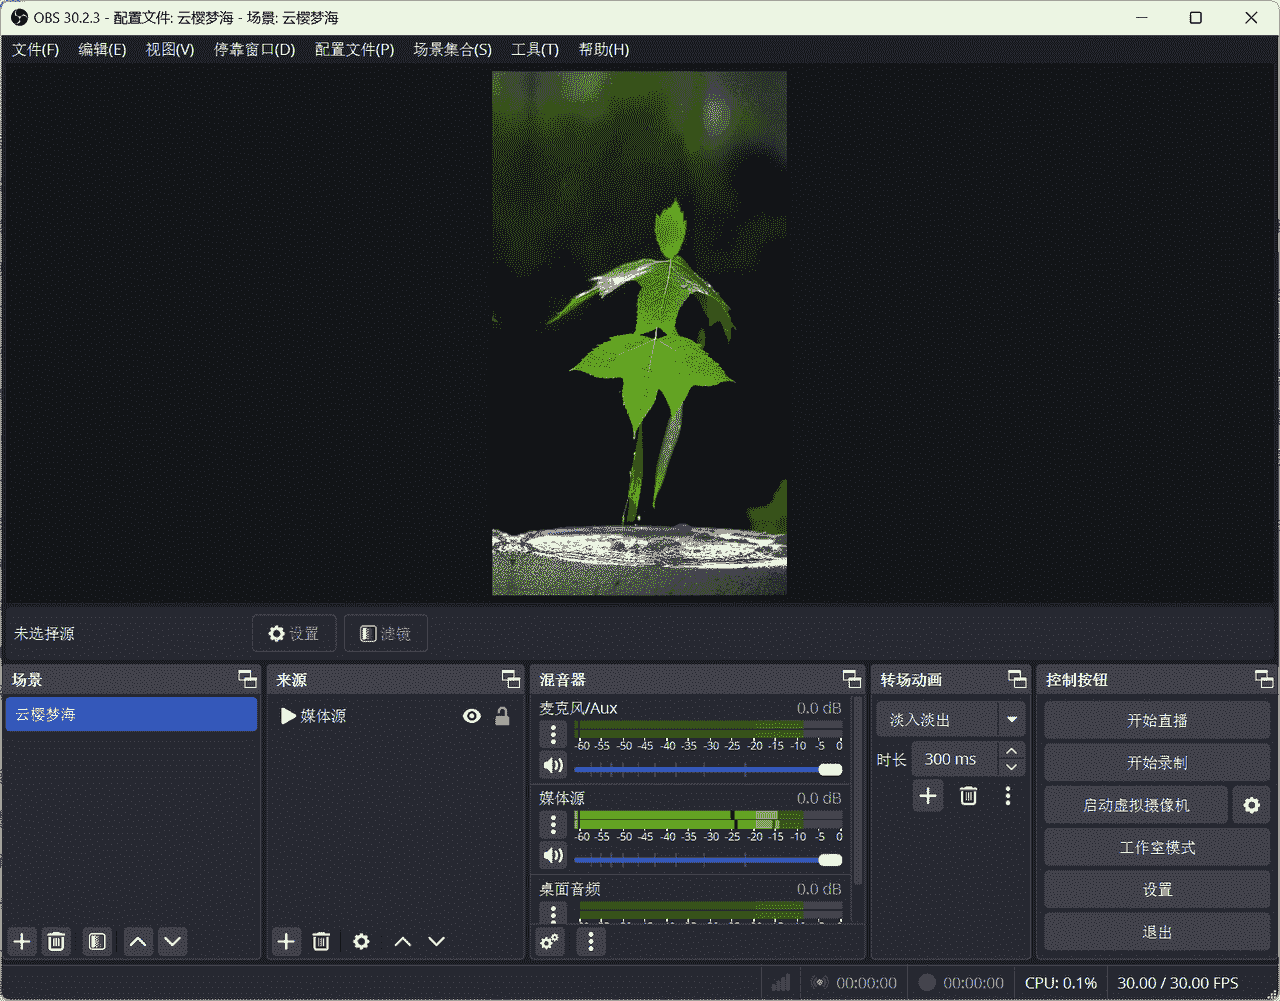 OBS 30.2.3 - 配置文件: 云樱梦海 - 场景: 云樱梦海
文件(F) 编辑(E) 视图(V) 停靠窗口(D) 配置文件(P) 场景集合(S) 工具(T) 帮助(H)
未选择源 设置 滤镜
场景
云樱梦海
来源
媒体源
混音器
麦克风/Aux 0.0 dB
-60 -55 -50 -45 -40 -35 -30 -25 -20 -15 -10 -5 0
媒体源 0.0 dB
-60 -55 -50 -45 -40 -35 -30 -25 -20 -15 -10 -5 0
桌面音频 0.0 dB
转场动画
淡入淡出
时长 300 ms
控制按钮
开始直播
开始录制
启动虚拟摄像机
工作室模式
设置
退出
00:00:00 00:00:00 CPU: 0.1% 30.00 / 30.00 FPS